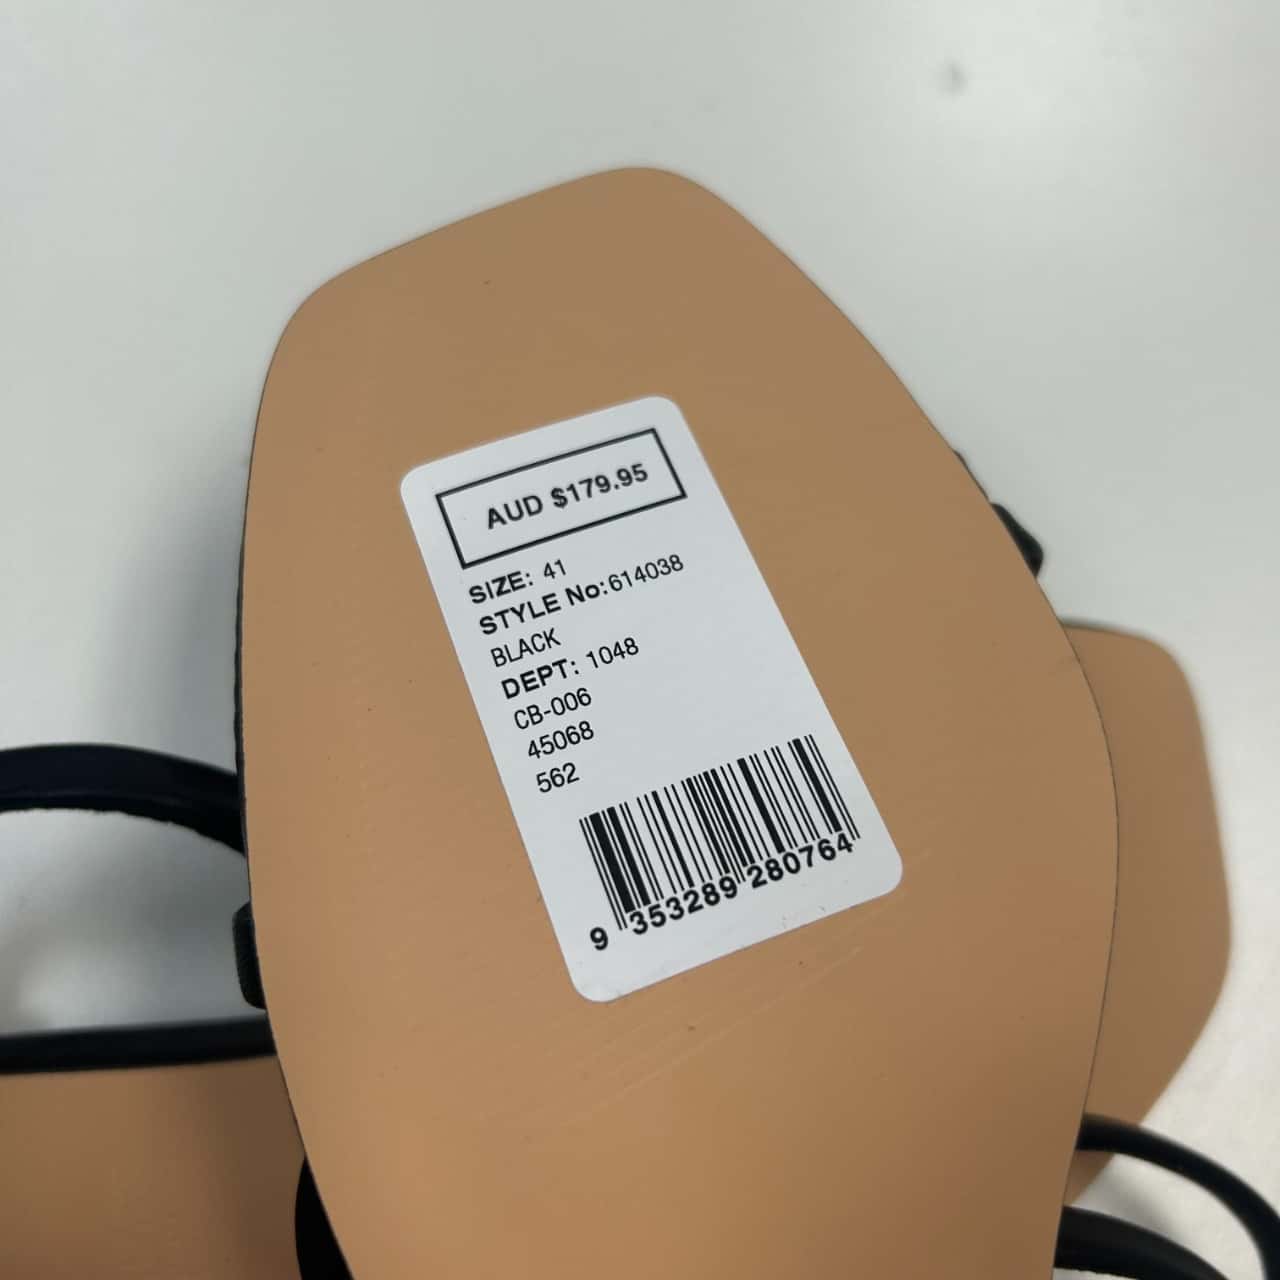 AUD $179.95
SIZE: 41
STYLE No:614038
BLACK
DEPT: 1048
CB-006
45068
562
9 353289 280764